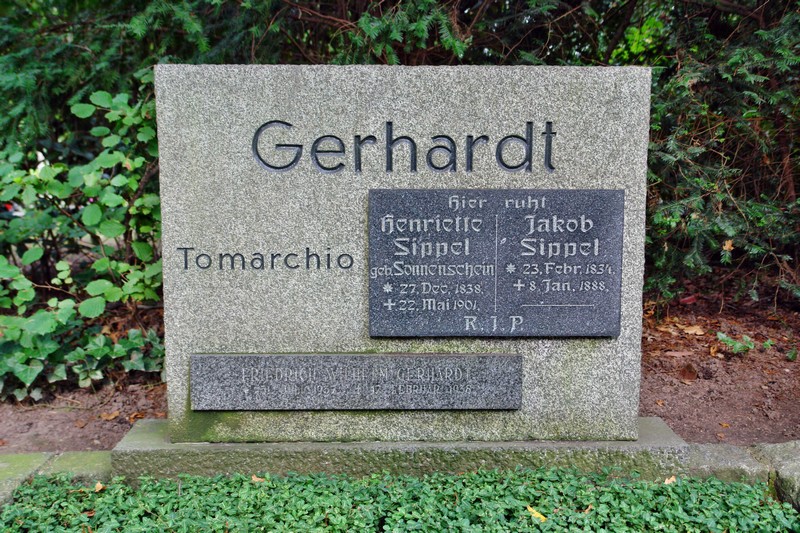 Gerhardt
Tomarchio
Hier ruht
Henriette
Sippel
geb. Sonnenschein
* 27. Dec. 1838.
+ 22. Mai 1901.
Jakob
Sippel
* 23. Febr. 1834.
+ 8. Jan. 1888.
R.I.P.
FRIEDRICH WILHELM GERHARDT